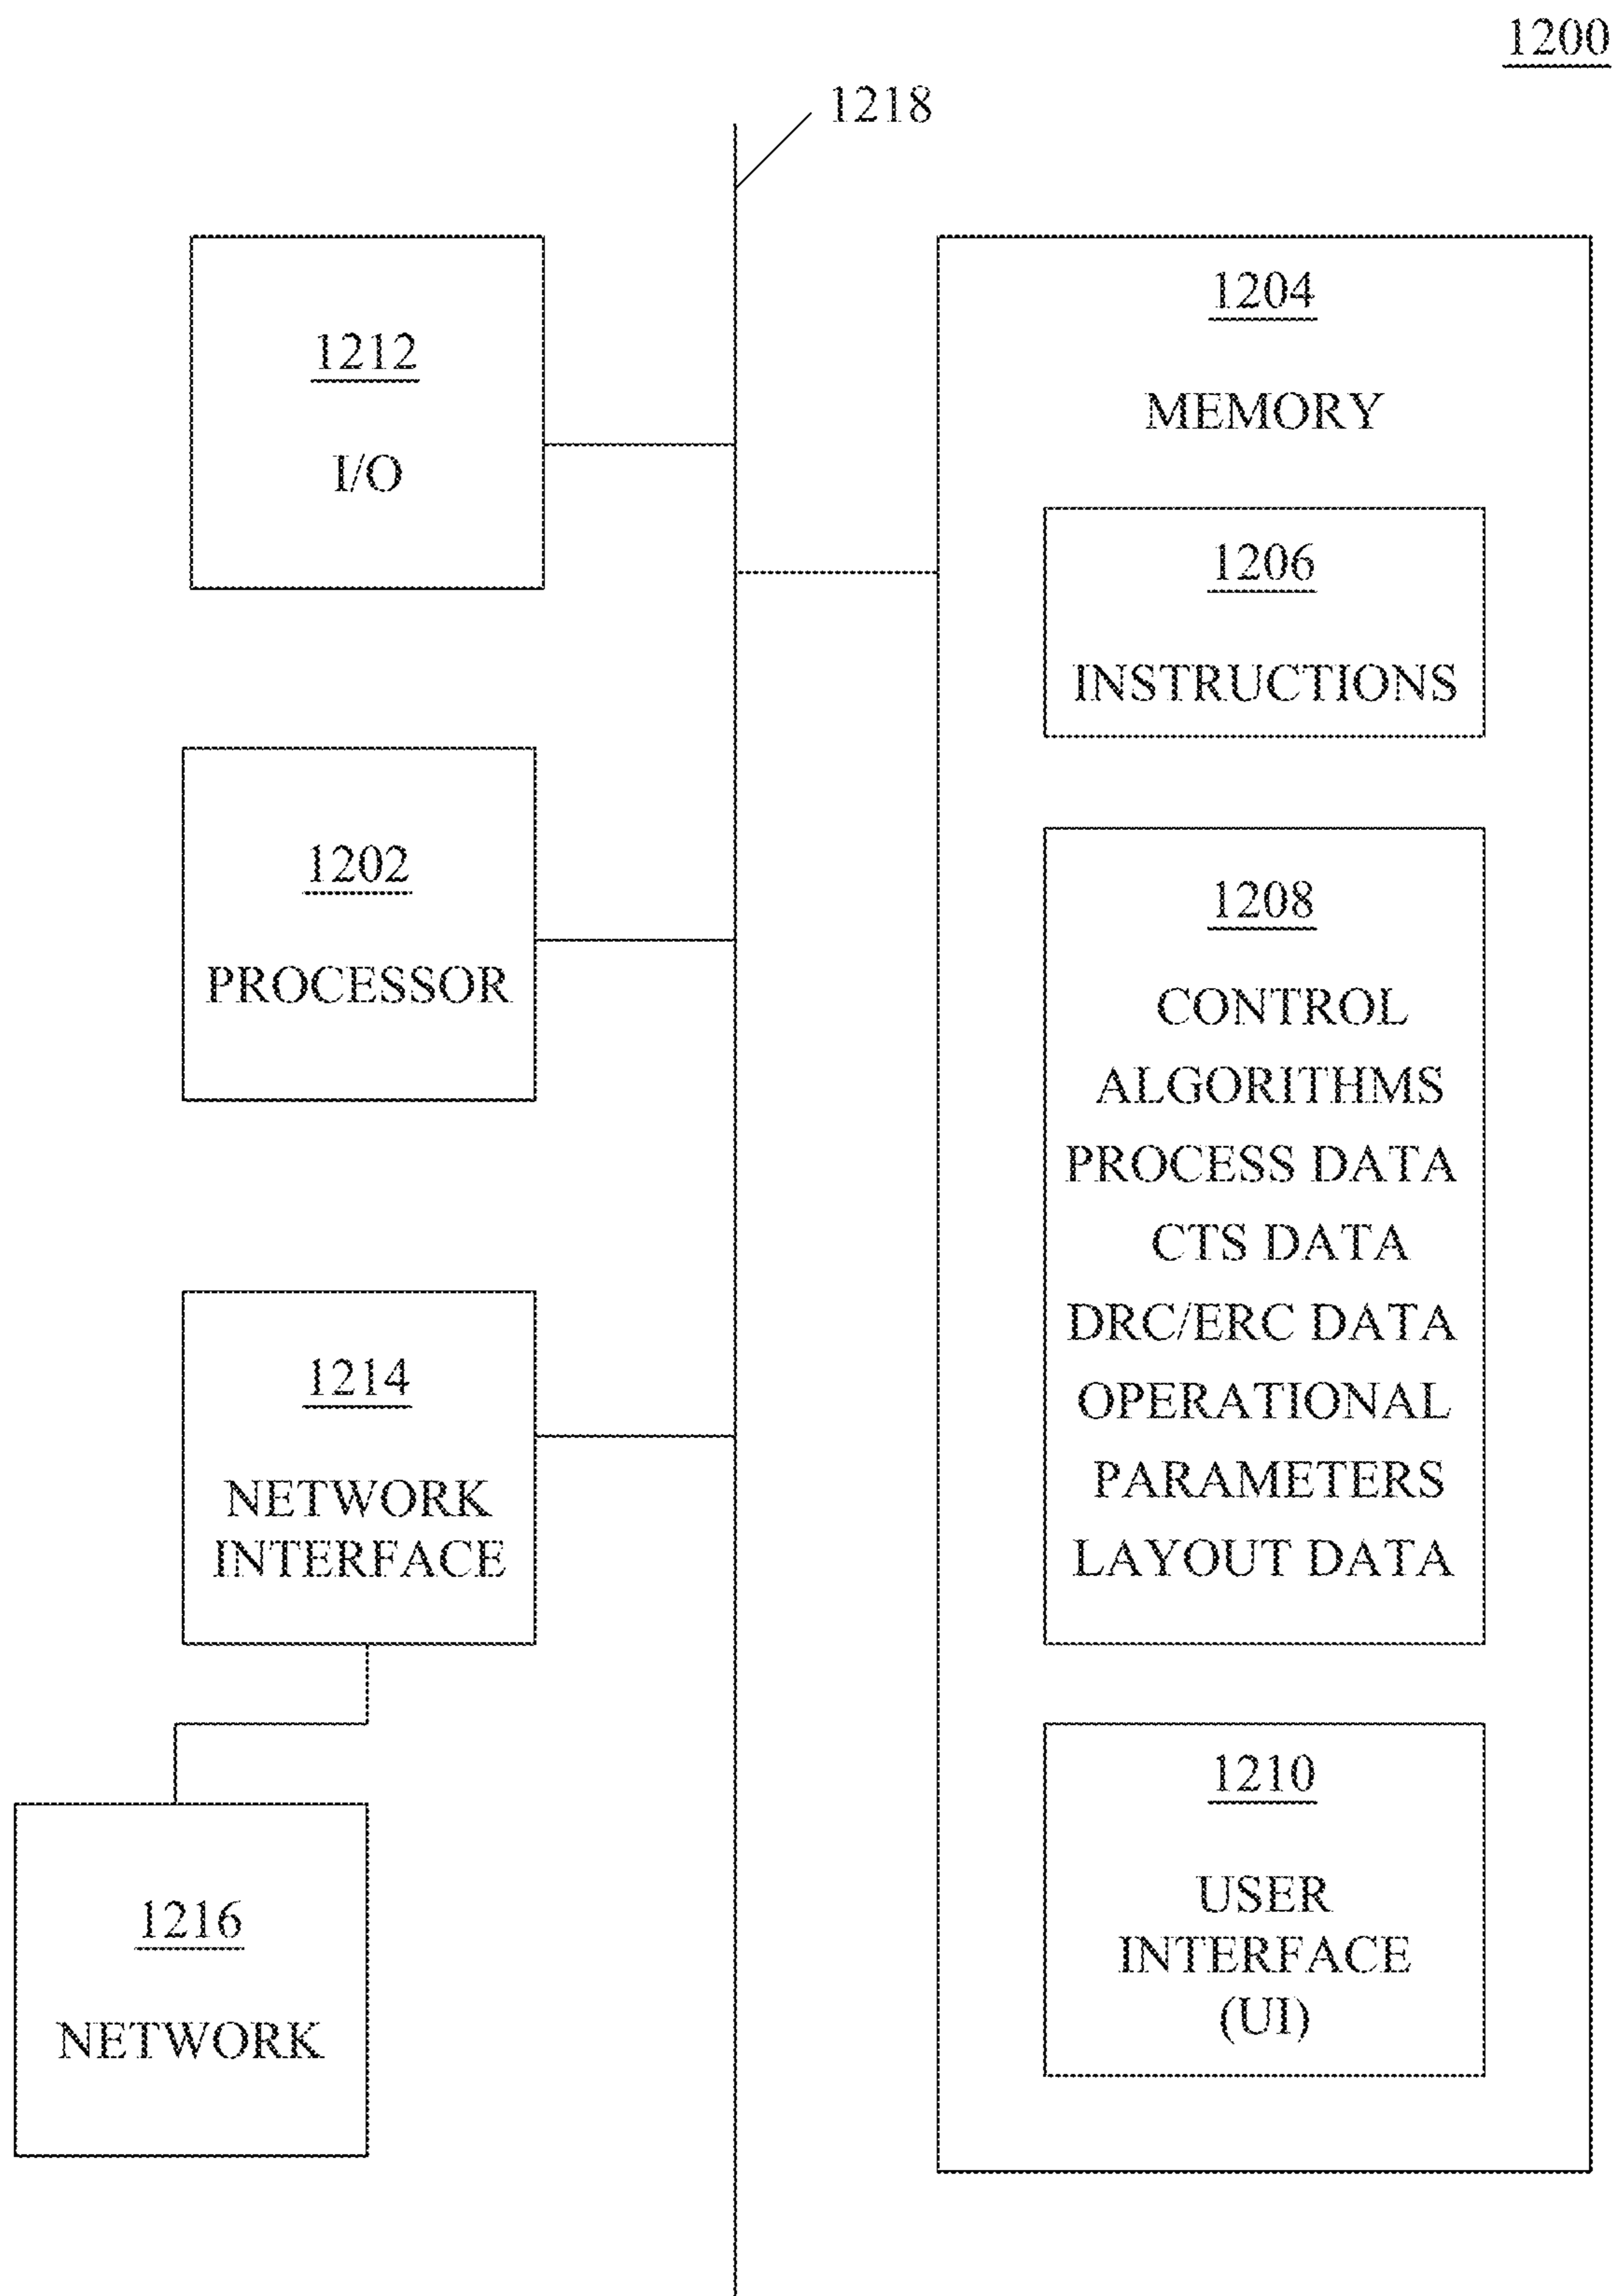 1200
1218
1212
I/O
1202
PROCESSOR
1214
NETWORK
INTERFACE
1216
NETWORK
1204
MEMORY
1206
INSTRUCTIONS
1208
CONTROL
ALGORITHMS
PROCESS DATA
CTS DATA
DRC/ERC DATA
OPERATIONAL
PARAMETERS
LAYOUT DATA
1210
USER
INTERFACE
(UI)